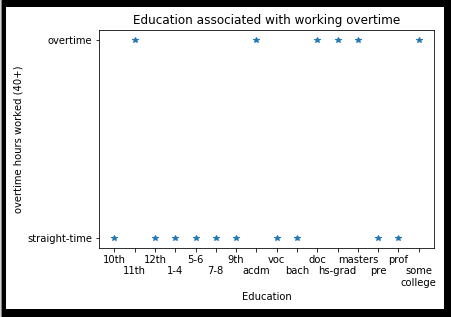 Education associated with working overtime
overtime hours worked (40+)
overtime
straight-time
10th 12th 5-6 9th voc doc masters prof
11th 1-4 7-8 acdm bach hs-grad pre some
college
Education